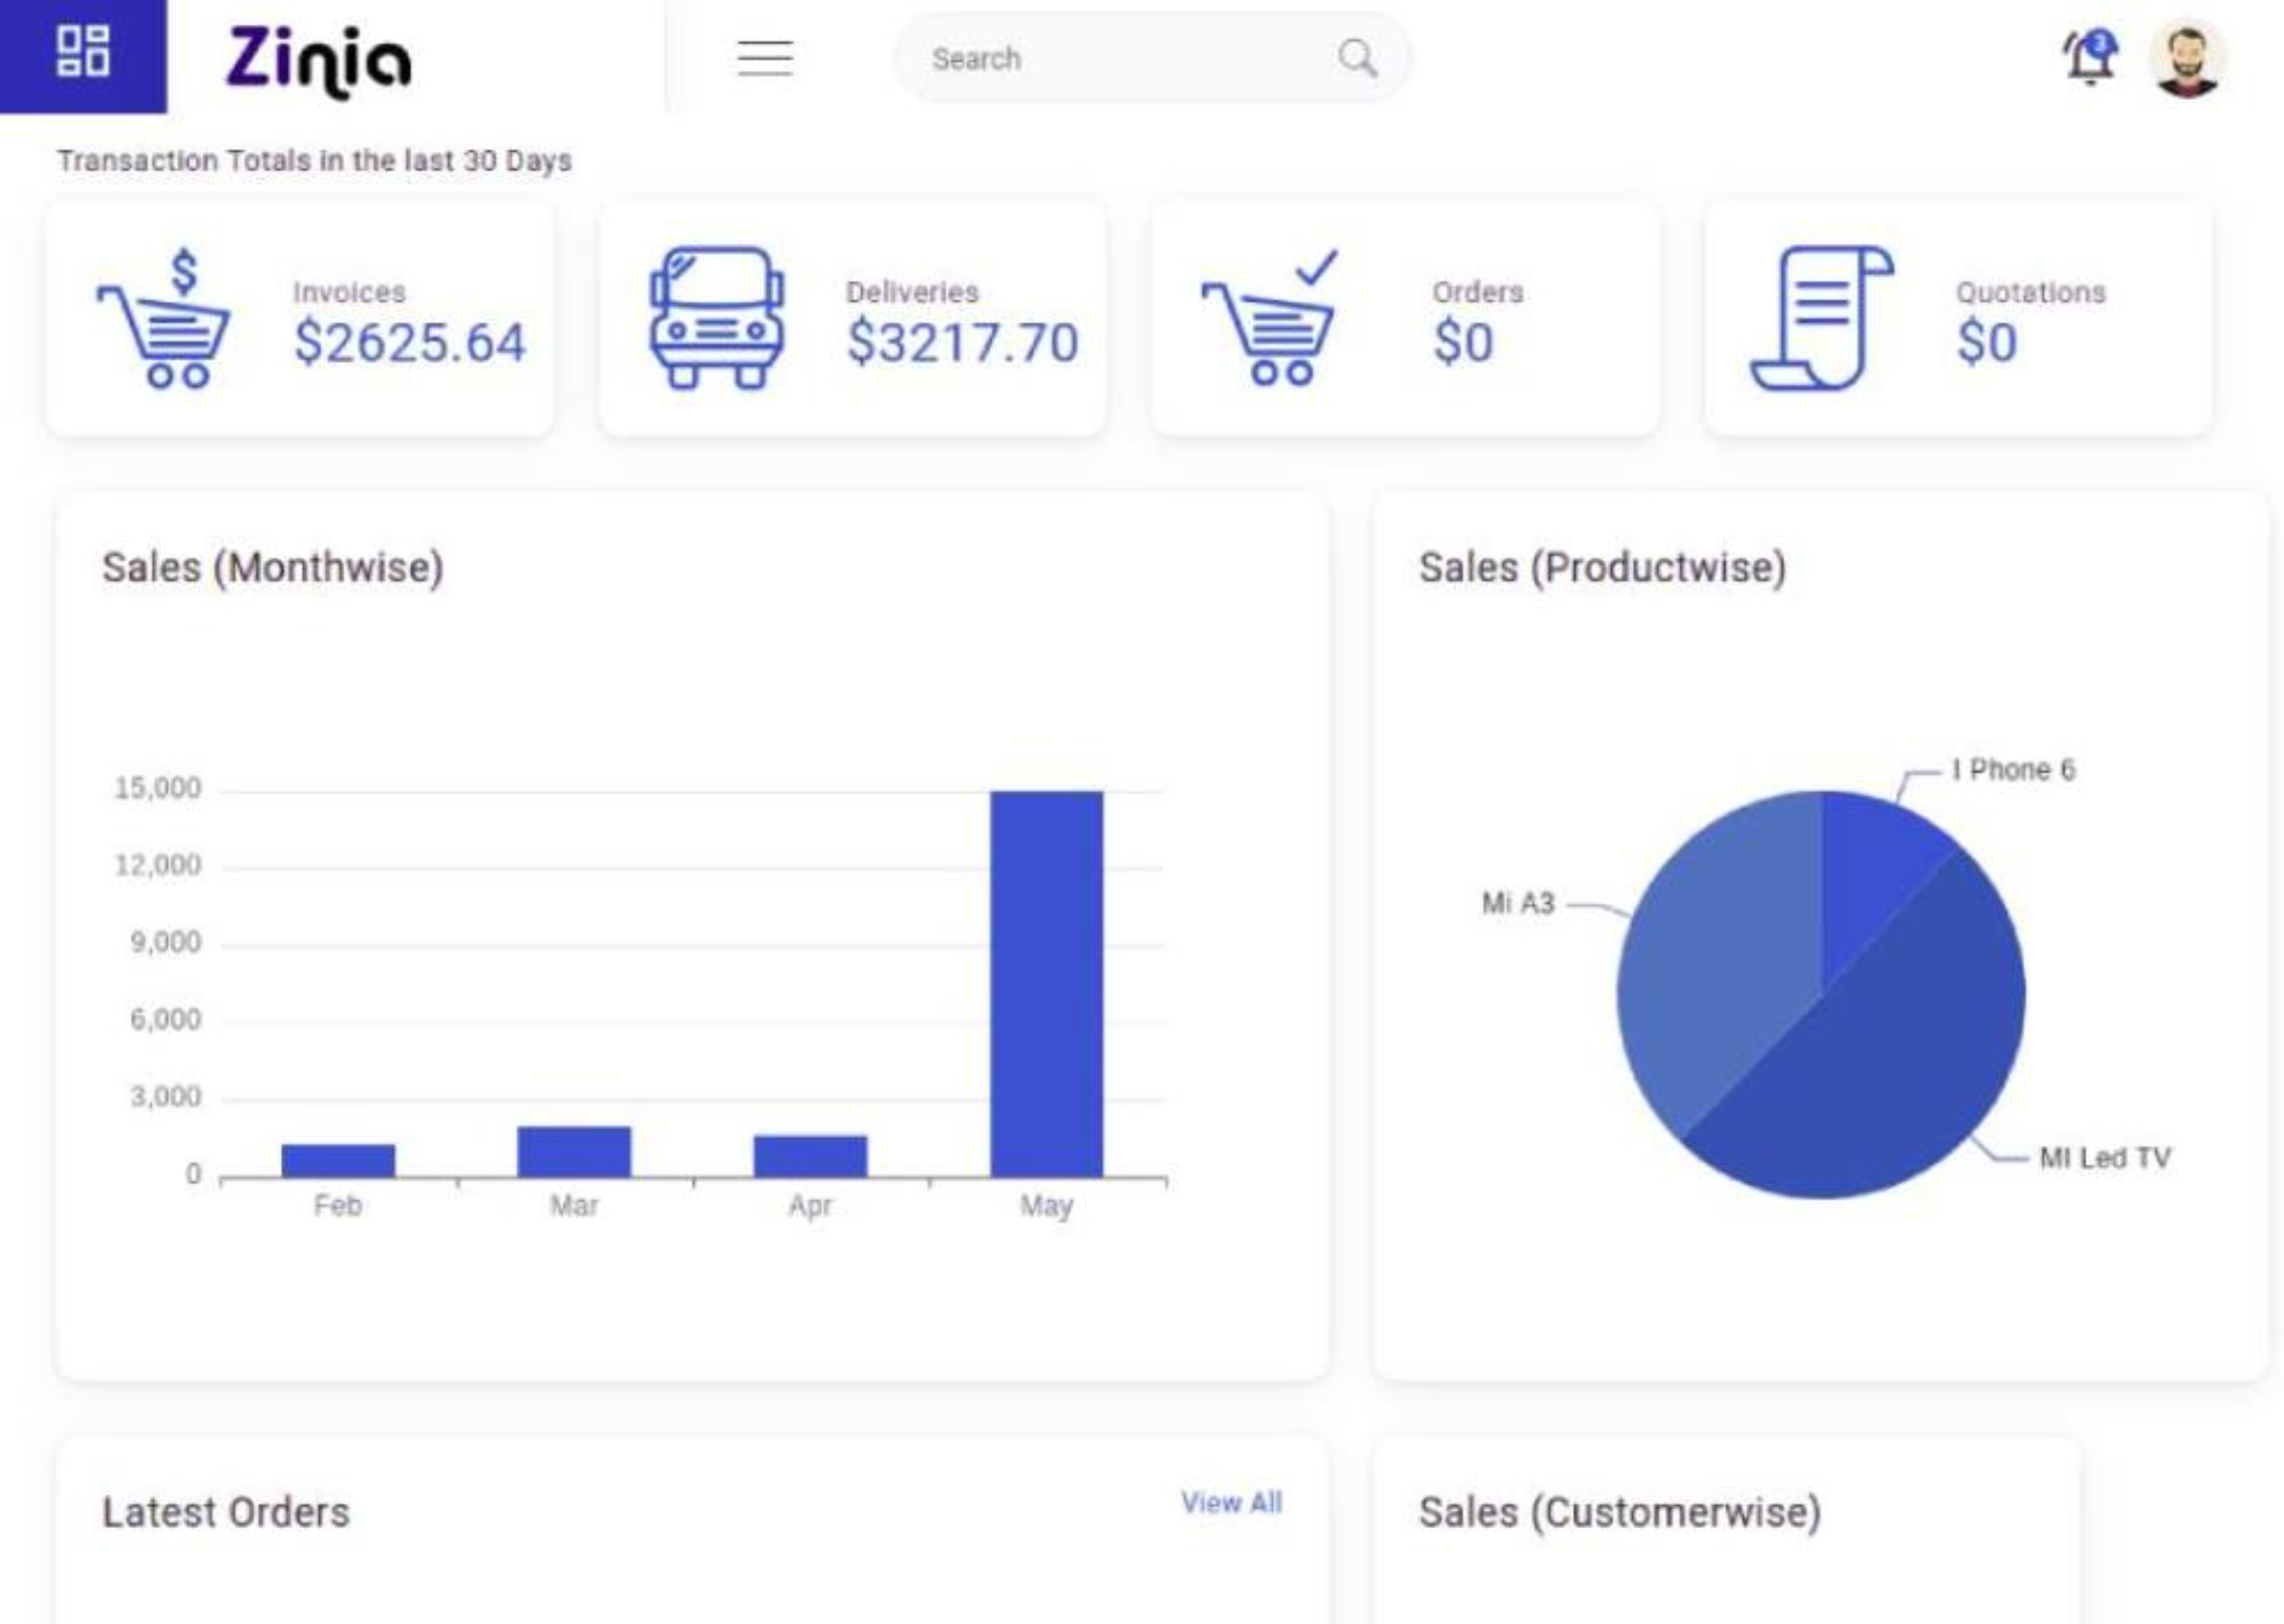 Zinia
Search
3
Transaction Totals in the last 30 Days
Invoices
$2625.64
Deliveries
$3217.70
Orders
$0
Quotations
$0
Sales (Monthwise)
15,000
12,000
9,000
6,000
3,000
0
Feb
Mar
Apr
May
Sales (Productwise)
I Phone 6
Mi A3
MI Led TV
Latest Orders
View All
Sales (Customerwise)